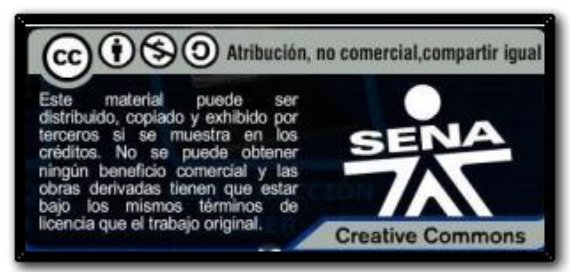 cc Atribución, no comercial,compartir igual
Este material puede ser
distribuido, copiado y exhibido por
terceros si se muestra en los
créditos. No se puede obtener
ningún beneficio comercial y las
obras derivadas tienen que estar
bajo los mismos términos de
licencia que el trabajo original.
SENA
Creative Commons